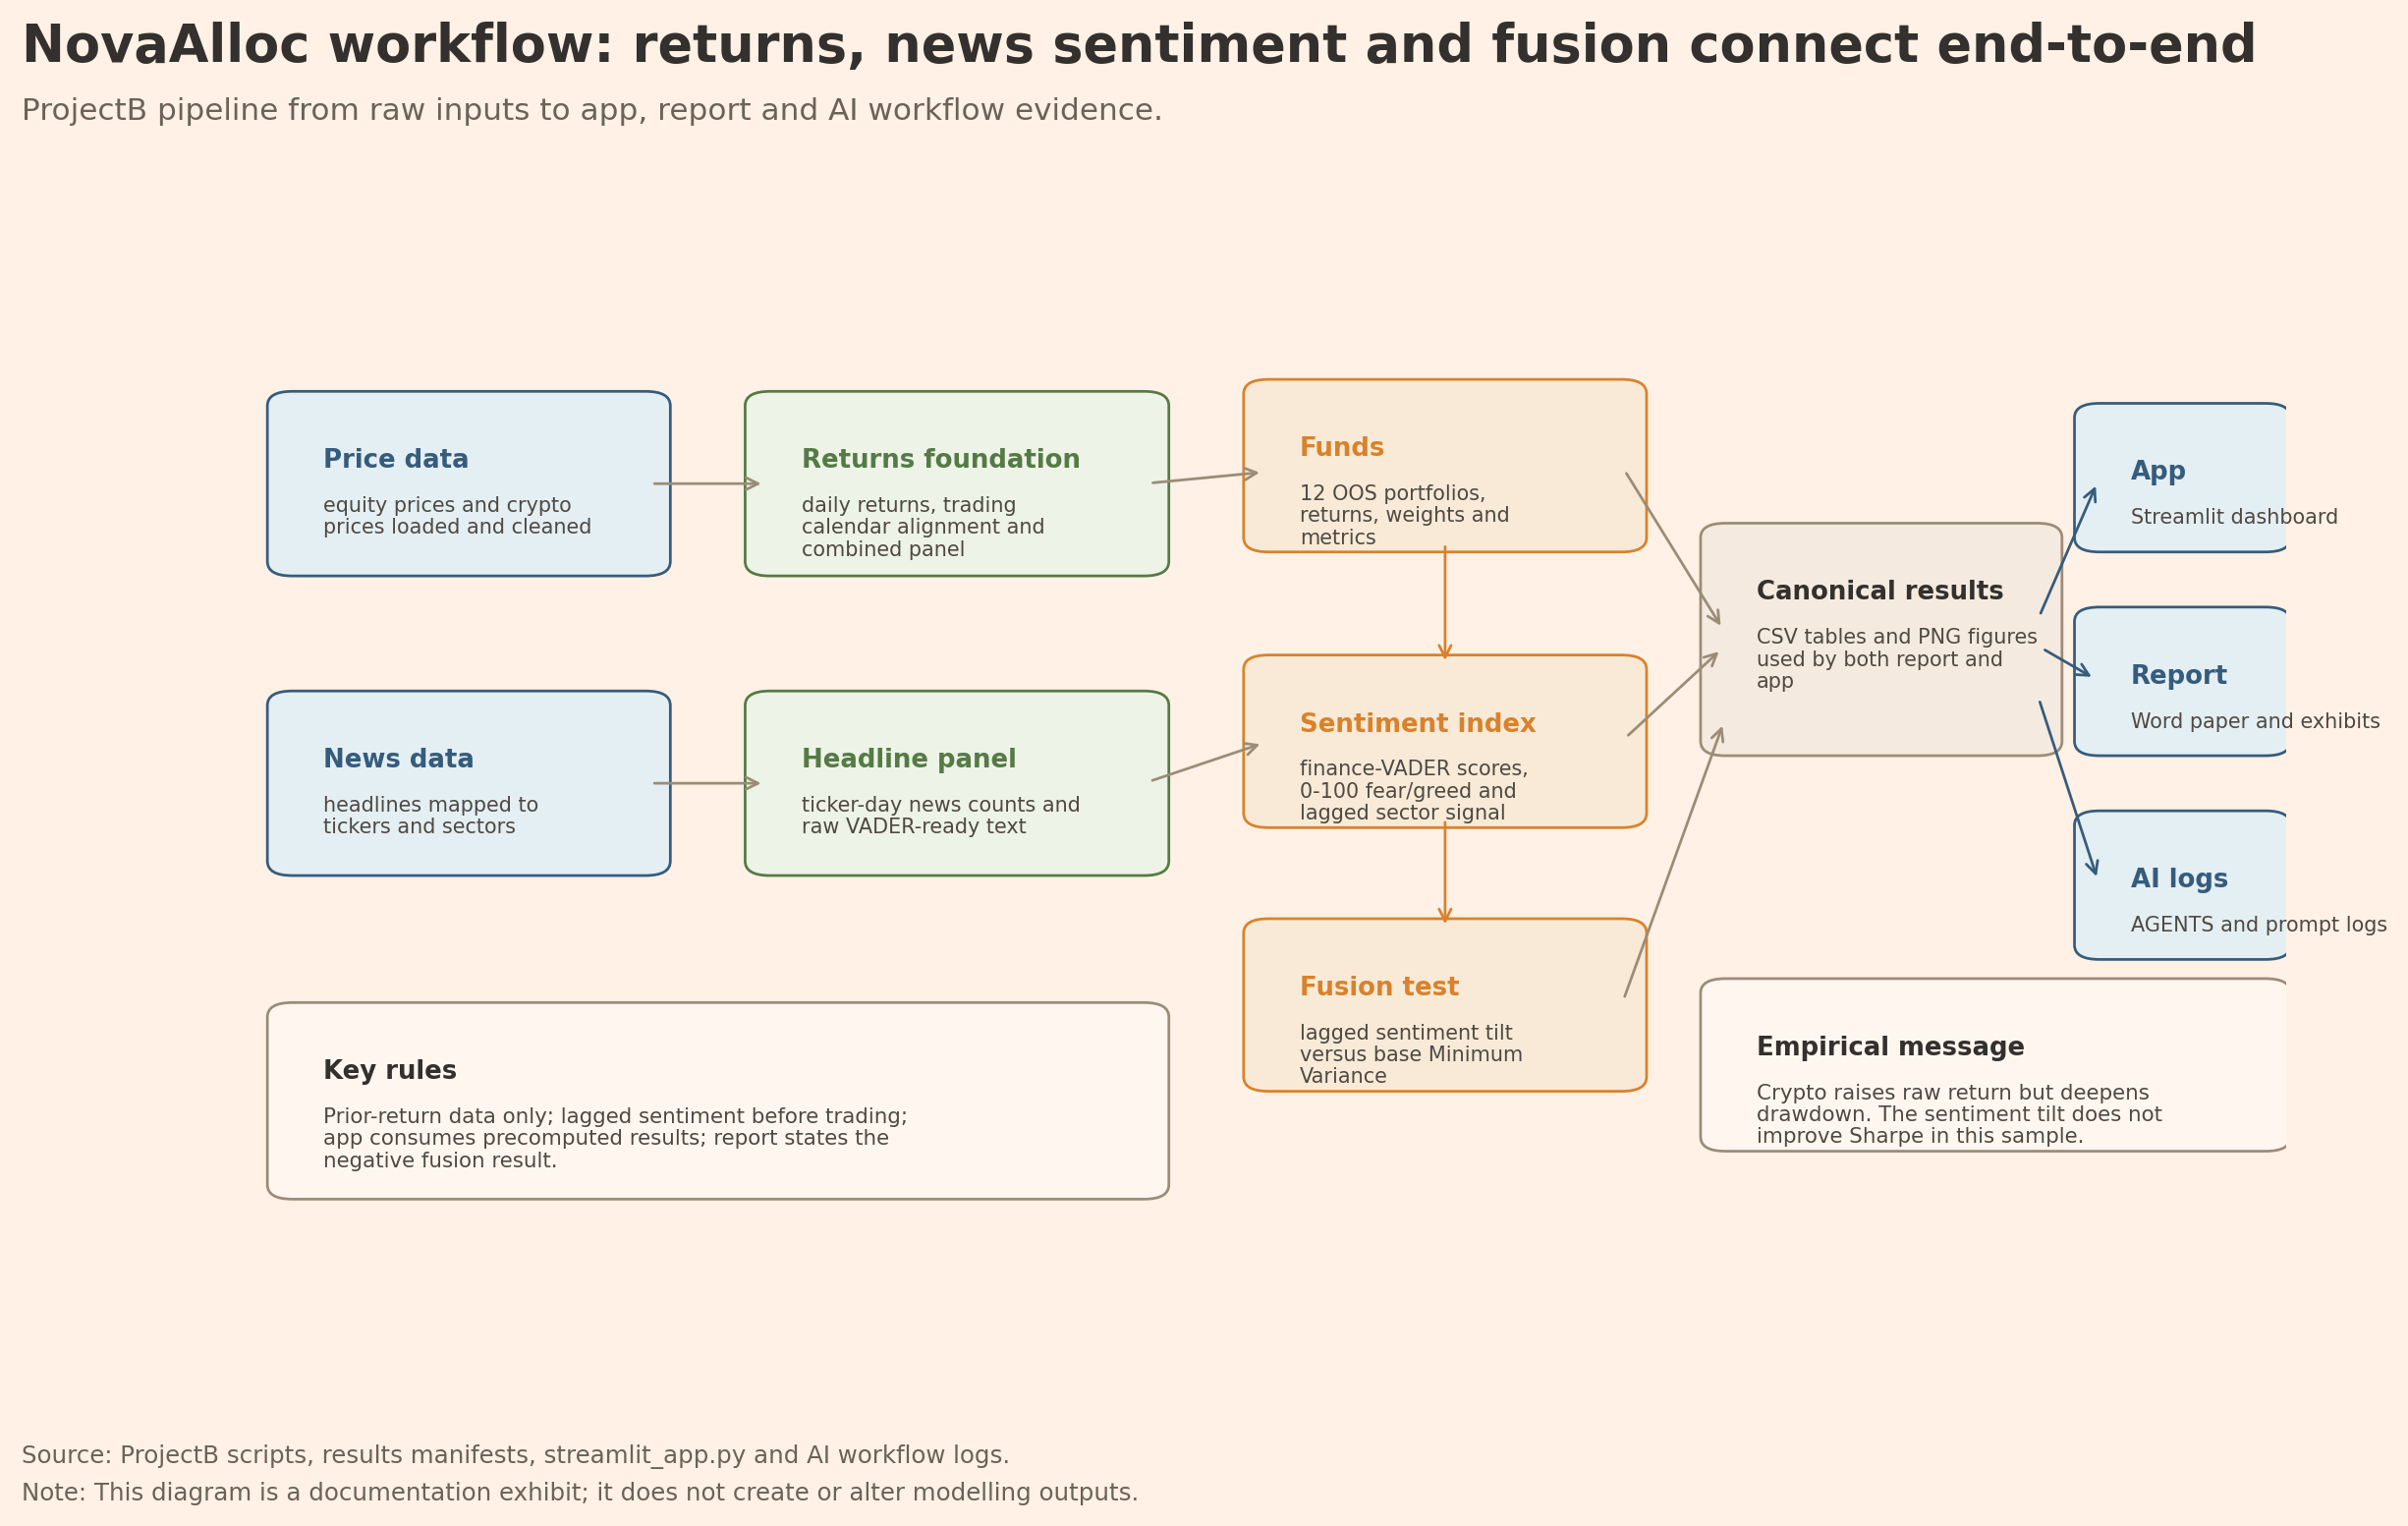 NovaAlloc workflow: returns, news sentiment and fusion connect end-to-end
ProjectB pipeline from raw inputs to app, report and AI workflow evidence.
Price data
equity prices and crypto
prices loaded and cleaned
Returns foundation
daily returns, trading
calendar alignment and
combined panel
Funds
12 OOS portfolios,
returns, weights and
metrics
App
Streamlit dashboard
Canonical results
CSV tables and PNG figures
used by both report and
app
Report
Word paper and exhibits
News data
headlines mapped to
tickers and sectors
Headline panel
ticker-day news counts and
raw VADER-ready text
Sentiment index
finance-VADER scores,
0-100 fear/greed and
lagged sector signal
AI logs
AGENTS and prompt logs
Key rules
Prior-return data only; lagged sentiment before trading;
app consumes precomputed results; report states the
negative fusion result.
Fusion test
lagged sentiment tilt
versus base Minimum
Variance
Empirical message
Crypto raises raw return but deepens
drawdown. The sentiment tilt does not
improve Sharpe in this sample.
Source: ProjectB scripts, results manifests, streamlit_app.py and AI workflow logs.
Note: This diagram is a documentation exhibit; it does not create or alter modelling outputs.